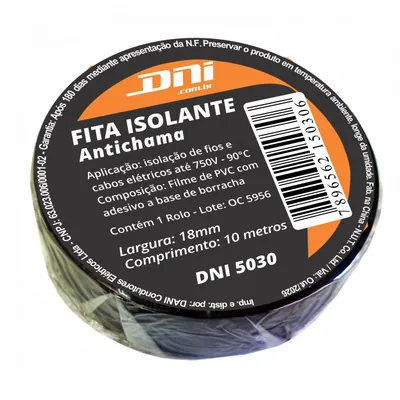 DNI
.com.br
FITA ISOLANTE
Antichama
Aplicação: isolação de fios e
cabos elétricos até 750V - 90°C
Composição: Filme de PVC com
adesivo a base de borracha
Contém 1 Rolo - Lote: OC 5956
Largura: 18mm
Comprimento: 10 metros
DNI 5030
7896562 150306
Imp. e distr. por: DANI Condutores Elétricos Ltda - CNPJ: 63.023.006/0001-02 - Garantia: Após 180 dias mediante apresentação da N.F. Preservar o produto em temperatura ambiente, longe da umidade. Fab. na China - N.U.T. Co. Ltd. / Val.: Out/2026